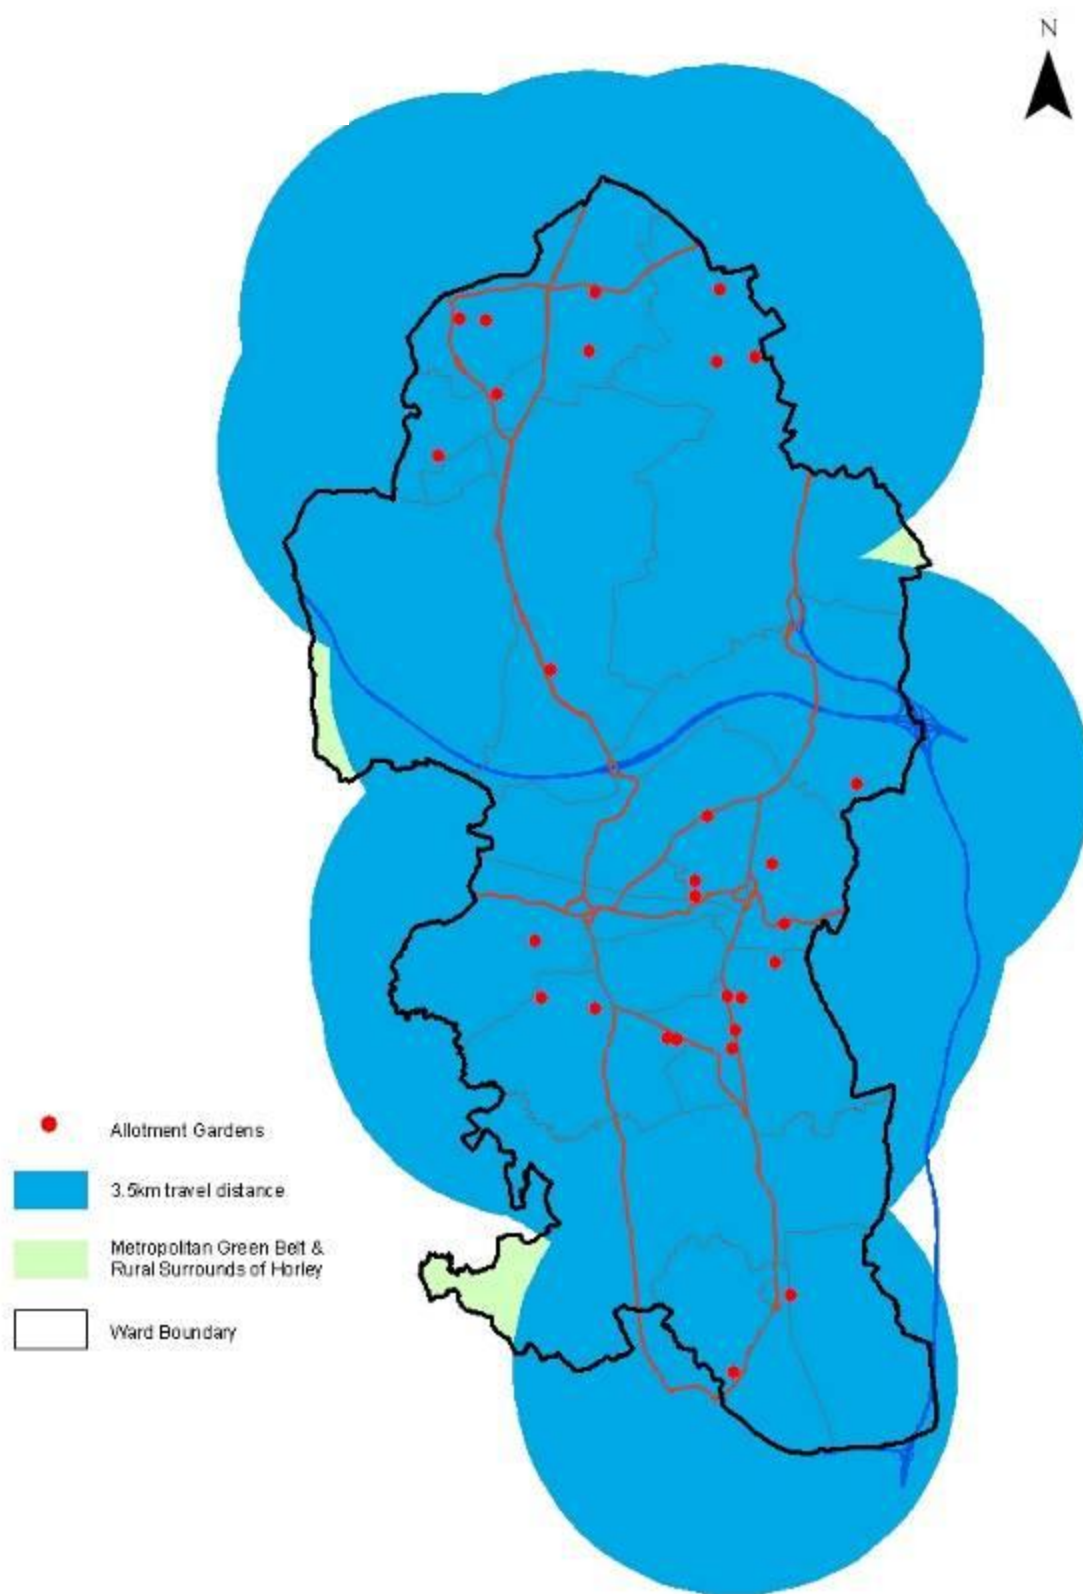 N
Allotment Gardens
3.5km travel distance
Metropolitan Green Belt &
Rural Surrounds of Horley
Ward Boundary